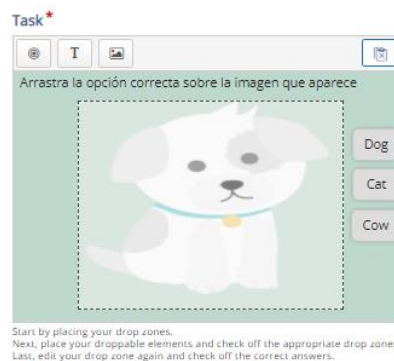 Task*
T
Arrastra la opción correcta sobre la imagen que aparece
Dog
Cat
Cow
Start by placing your drop zones.
Next, place your droppable elements and check off the appropriate drop zones
Last, edit your drop zone again and check off the correct answers.